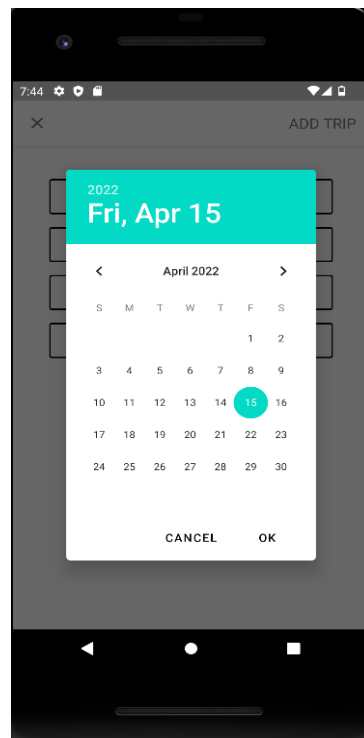 7:44
ADD TRIP
2022
Fri, Apr 15
April 2022
S M T W T F S
1 2
3 4 5 6 7 8 9
10 11 12 13 14 15 16
17 18 19 20 21 22 23
24 25 26 27 28 29 30
CANCEL OK